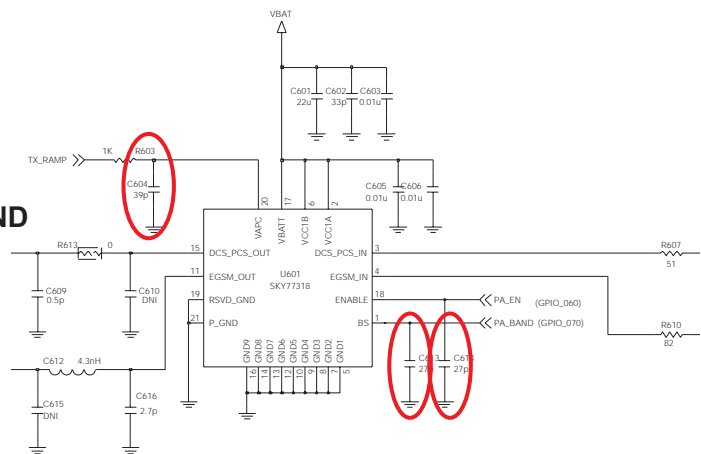 VBAT
C601
22u
C602
33p
C603
0.01u
TX_RAMP
1K
R603
C604
39p
C605
0.01u
C606
0.01u
ND
20
17
6
2
VAPC
VBATT
VCC1B
VCC1A
R613
0
15
DCS_PCS_OUT
DCS_PCS_IN
3
R607
51
U601
SKY77318
11
EGSM_OUT
EGSM_IN
4
C609
0.5p
C610
DNI
19
RSVD_GND
ENABLE
18
PA_EN
(GPIO_060)
21
P_GND
BS
1
PA_BAND
(GPIO_070)
R610
82
GND9
GND8
GND7
GND6
GND5
GND4
GND3
GND2
GND1
16
14
13
12
10
9
8
7
5
C612
4.3nH
27p
C615
DNI
C616
2.7p